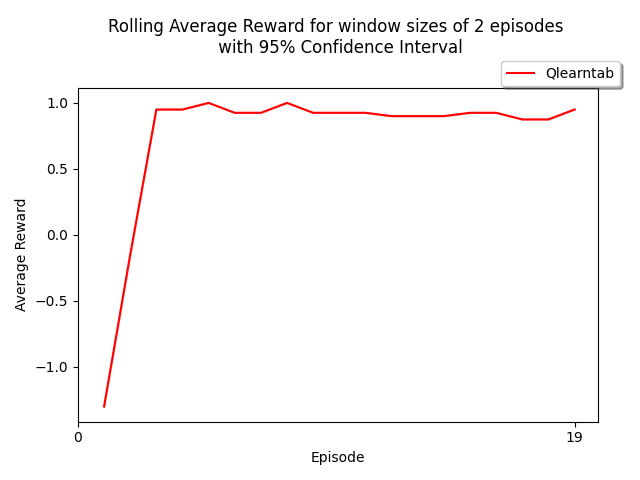 Rolling Average Reward for window sizes of 2 episodes
with 95% Confidence Interval
Qlearntab
1.0
0.5
0.0
−0.5
−1.0
Average Reward
0
19
Episode